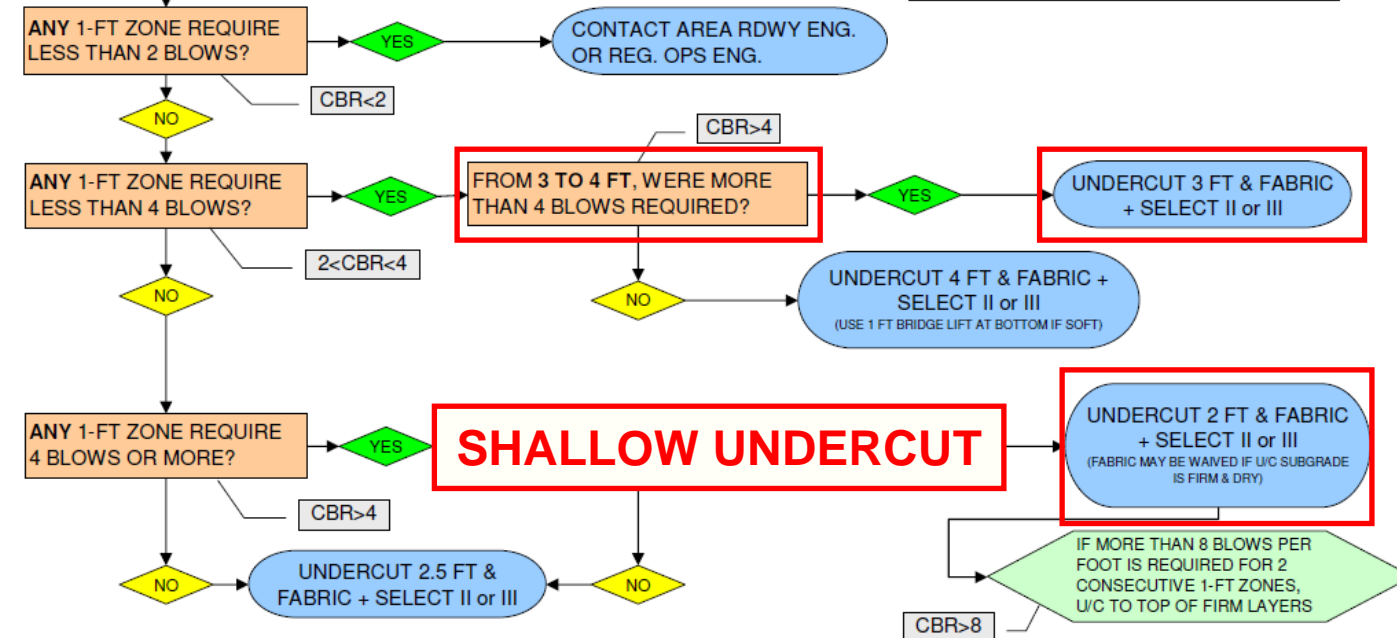 ANY 1-FT ZONE REQUIRE
LESS THAN 2 BLOWS?
YES
CONTACT AREA RDWY ENG.
OR REG. OPS ENG.
CBR<2
NO
CBR>4
ANY 1-FT ZONE REQUIRE
LESS THAN 4 BLOWS?
YES
FROM 3 TO 4 FT, WERE MORE
THAN 4 BLOWS REQUIRED?
YES
UNDERCUT 3 FT & FABRIC
+ SELECT II or III
2<CBR<4
NO
NO
UNDERCUT 4 FT & FABRIC +
SELECT II or III
(USE 1 FT BRIDGE LIFT AT BOTTOM IF SOFT)
ANY 1-FT ZONE REQUIRE
4 BLOWS OR MORE?
YES
SHALLOW UNDERCUT
UNDERCUT 2 FT & FABRIC
+ SELECT II or III
(FABRIC MAY BE WAIVED IF U/C SUBGRADE
IS FIRM & DRY)
CBR>4
NO
UNDERCUT 2.5 FT &
FABRIC + SELECT II or III
NO
IF MORE THAN 8 BLOWS PER
FOOT IS REQUIRED FOR 2
CONSECUTIVE 1-FT ZONES,
U/C TO TOP OF FIRM LAYERS
CBR>8